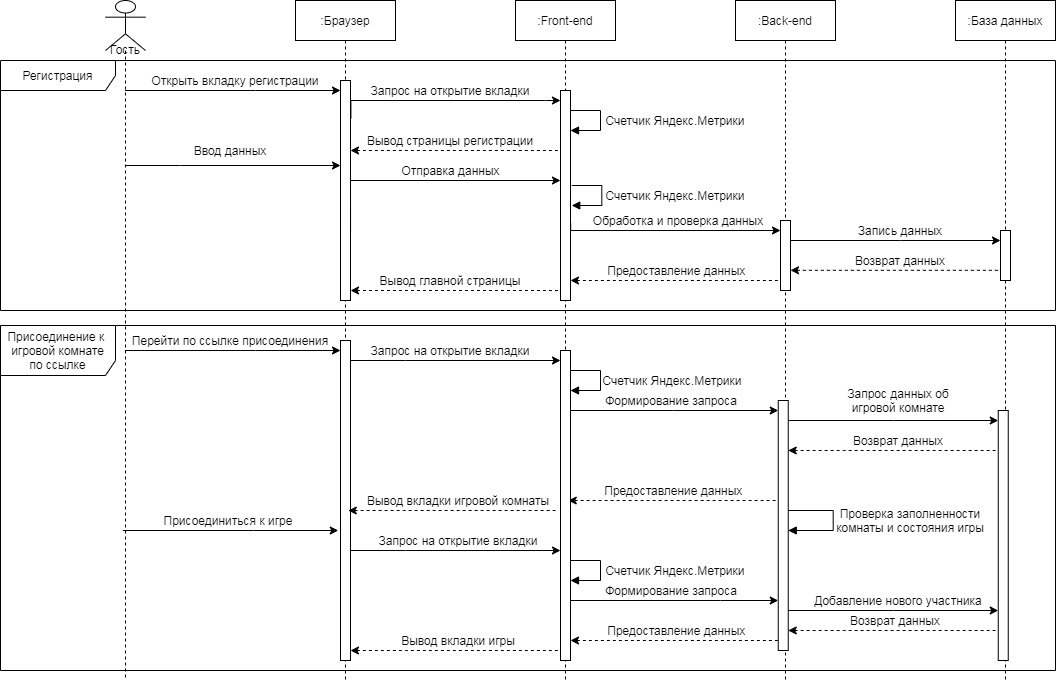 :Браузер
:Front-end
:Back-end
:База данных
Гость
Регистрация
Открыть вкладку регистрации
Запрос на открытие вкладки
Счетчик Яндекс.Метрики
Вывод страницы регистрации
Ввод данных
Отправка данных
Счетчик Яндекс.Метрики
Обработка и проверка данных
Запись данных
Возврат данных
Предоставление данных
Вывод главной страницы
Присоединение к
игровой комнате
по ссылке
Перейти по ссылке присоединения
Запрос на открытие вкладки
Счетчик Яндекс.Метрики
Формирование запроса
Запрос данных об
игровой комнате
Возврат данных
Предоставление данных
Вывод вкладки игровой комнаты
Проверка заполненности
комнаты и состояния игры
Присоединиться к игре
Запрос на открытие вкладки
Счетчик Яндекс.Метрики
Формирование запроса
Добавление нового участника
Возврат данных
Предоставление данных
Вывод вкладки игры